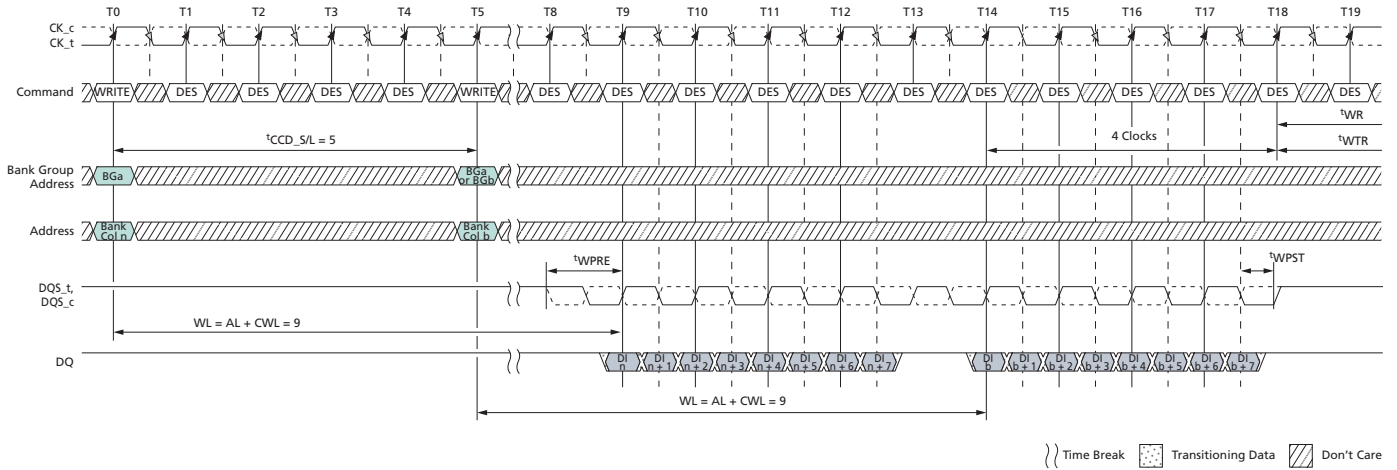 T0 T1 T2 T3 T4 T5 T8 T9 T10 T11 T12 T13 T14 T15 T16 T17 T18 T19
CK_c
CK_t
Command WRITE DES DES DES DES WRITE DES DES DES DES DES DES DES DES DES DES DES DES
tWR
tCCD_S/L = 5
4 Clocks
tWTR
Bank Group
Address
BGa
BGa
or BGb
Address
Bank
Col n
Bank
Col b
tWPRE
tWPST
DQS_t,
DQS_c
WL = AL + CWL = 9
DQ
DI
n
DI
n + 1
DI
n + 2
DI
n + 3
DI
n + 4
DI
n + 5
DI
n + 6
DI
n + 7
DI
b
DI
b + 1
DI
b + 2
DI
b + 3
DI
b + 4
DI
b + 5
DI
b + 6
DI
b + 7
WL = AL + CWL = 9
Time Break Transitioning Data Don't Care